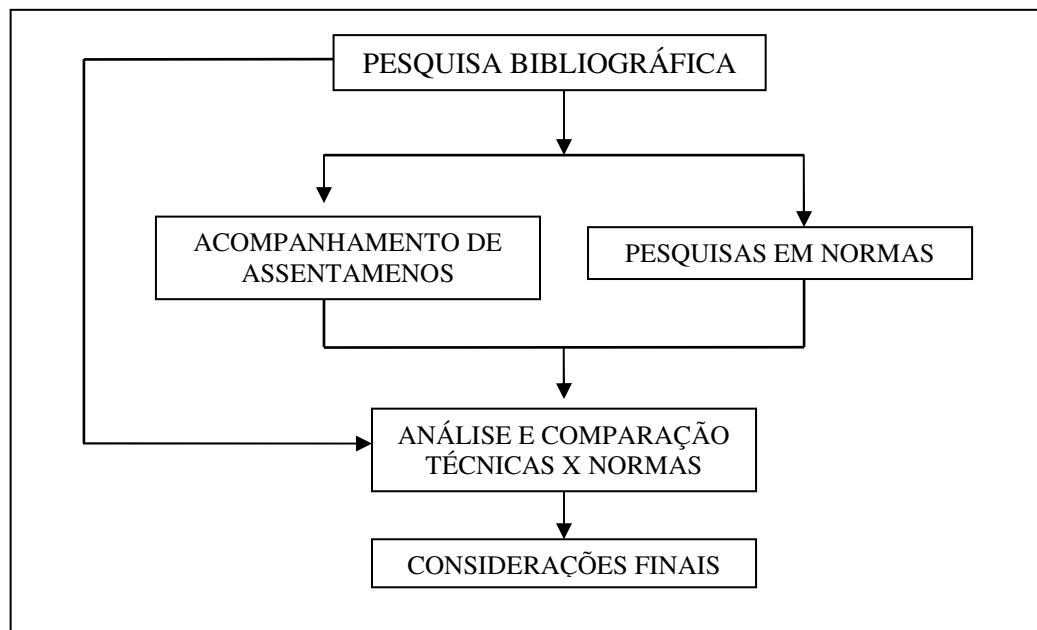 PESQUISA BIBLIOGRÁFICA
ACOMPANHAMENTO DE
ASSENTAMENOS
PESQUISAS EM NORMAS
ANÁLISE E COMPARAÇÃO
TÉCNICAS X NORMAS
CONSIDERAÇÕES FINAIS